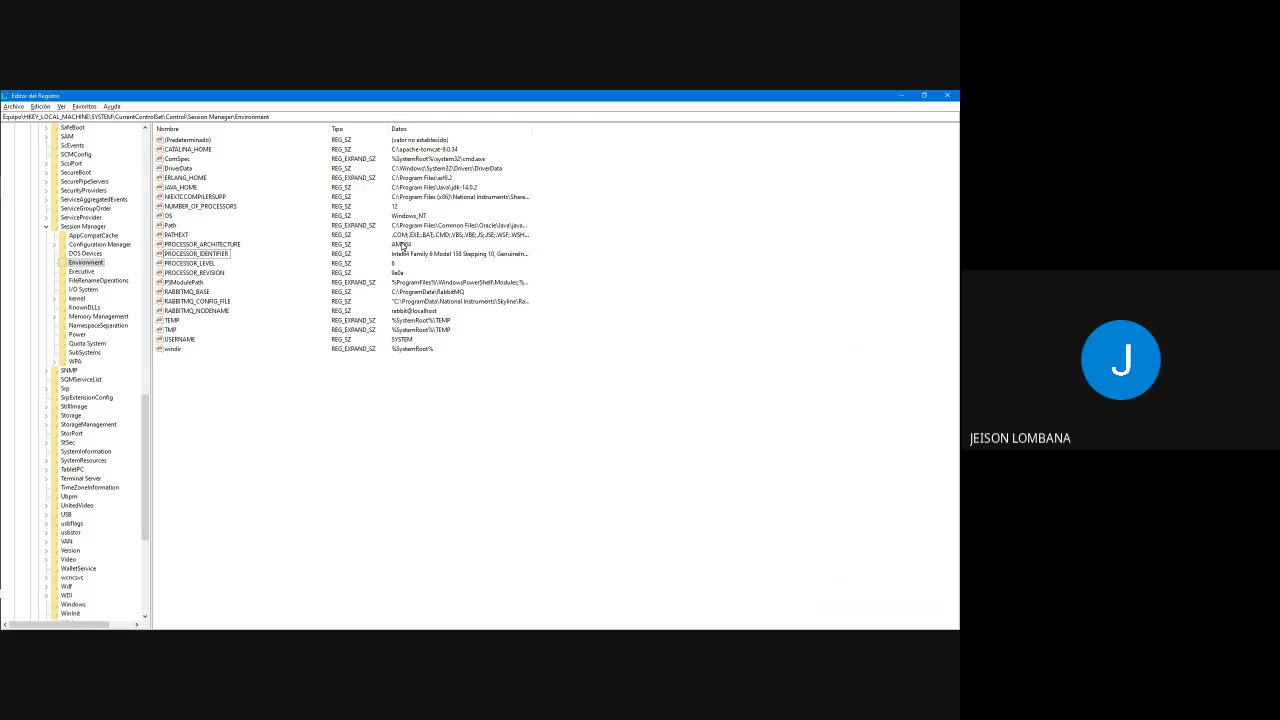 Editor del Registro
Archivo Edición Ver Favoritos Ayuda
Equipo\HKEY_LOCAL_MACHINE\SYSTEM\CurrentControlSet\Control\Session Manager\Environment
SafeBoot
SAM
ScEvents
SCMConfig
ScsiPort
SecureBoot
SecurePipeServers
SecurityProviders
ServiceAggregatedEvents
ServiceGroupOrder
ServiceProvider
Session Manager
AppCompatCache
Configuration Manager
DOS Devices
Environment
Executive
FileRenameOperations
I/O System
kernel
KnownDLLs
Memory Management
NamespaceSeparation
Power
Quota System
SubSystems
WPA
SNMP
SQMServiceList
Srp
SrpExtensionConfig
StillImage
Storage
StorageManagement
StorPort
StSec
SystemInformation
SystemResources
TabletPC
Terminal Server
TimeZoneInformation
Ubpm
UnitedVideo
USB
usbflags
usbstor
VAN
Version
Video
WalletService
wcncsvc
Wdf
WDI
Windows
WinInit
Nombre Tipo Datos
(Predeterminado) REG_SZ (valor no establecido)
CATALINA_HOME REG_SZ C:\apache-tomcat-9.0.34
ComSpec REG_EXPAND_SZ %SystemRoot%\system32\cmd.exe
DriverData REG_SZ C:\Windows\System32\Drivers\DriverData
ERLANG_HOME REG_EXPAND_SZ C:\Program Files\erl9.2
JAVA_HOME REG_SZ C:\Program Files\Java\jdk-14.0.2
NIEXTCCOMPILERSUPP REG_SZ C:\Program Files (x86)\National Instruments\Share...
NUMBER_OF_PROCESSORS REG_SZ 12
OS REG_SZ Windows_NT
Path REG_EXPAND_SZ C:\Program Files\Common Files\Oracle\Java\java...
PATHEXT REG_SZ .COM;.EXE;.BAT;.CMD;.VBS;.VBE;.JS;.JSE;.WSF;.WSH...
PROCESSOR_ARCHITECTURE REG_SZ AMD64
PROCESSOR_IDENTIFIER REG_SZ Intel64 Family 6 Model 158 Stepping 10, GenuineIn...
PROCESSOR_LEVEL REG_SZ 6
PROCESSOR_REVISION REG_SZ 9e0a
PSModulePath REG_EXPAND_SZ %ProgramFiles%\WindowsPowerShell\Modules;%...
RABBITMQ_BASE REG_SZ C:\ProgramData\RabbitMQ
RABBITMQ_CONFIG_FILE REG_SZ "C:\ProgramData\National Instruments\Skyline\Ra...
RABBITMQ_NODENAME REG_SZ rabbit@localhost
TEMP REG_EXPAND_SZ %SystemRoot%\TEMP
TMP REG_EXPAND_SZ %SystemRoot%\TEMP
USERNAME REG_SZ SYSTEM
windir REG_EXPAND_SZ %SystemRoot%
J
JEISON LOMBANA